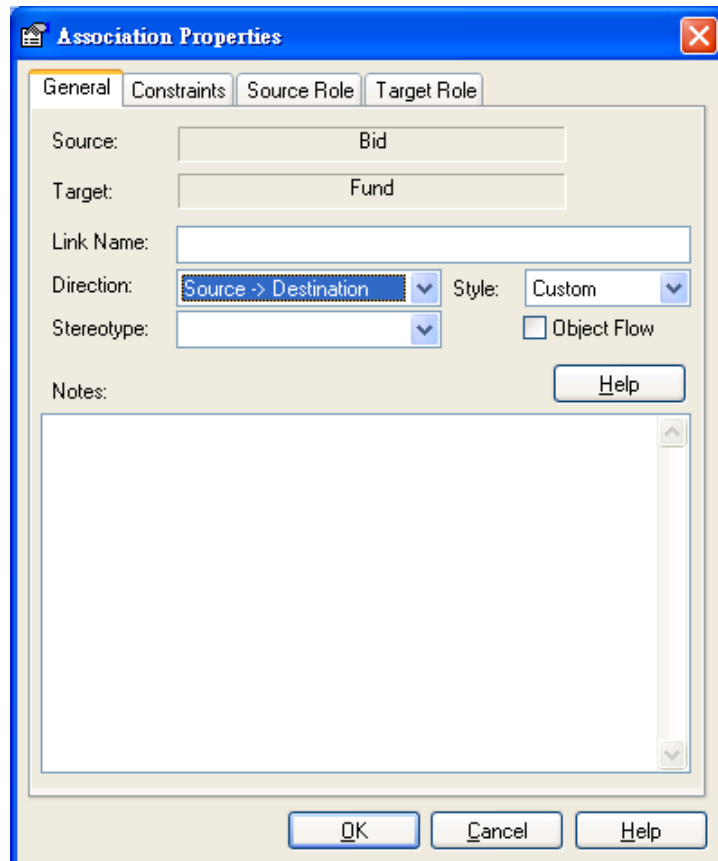 Association Properties
General Constraints Source Role Target Role
Source: Bid
Target: Fund
Link Name:
Direction: Source -> Destination Style: Custom
Stereotype: Object Flow
Help
Notes:
OK Cancel Help